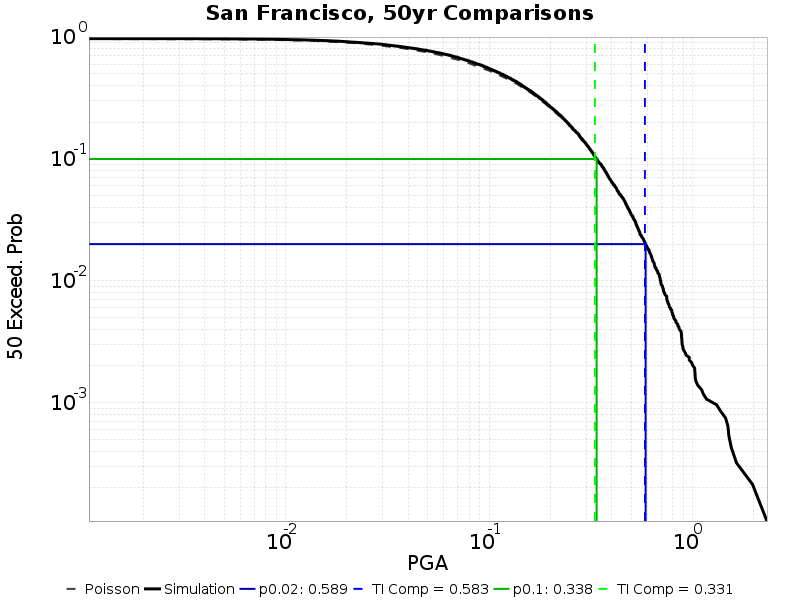 San Francisco, 50yr Comparisons
50 Exceed. Prob
10^0
10^-1
10^-2
10^-3
10^-2 10^-1 10^0
PGA
Poisson Simulation p0.02: 0.589 TI Comp = 0.583 p0.1: 0.338 TI Comp = 0.331